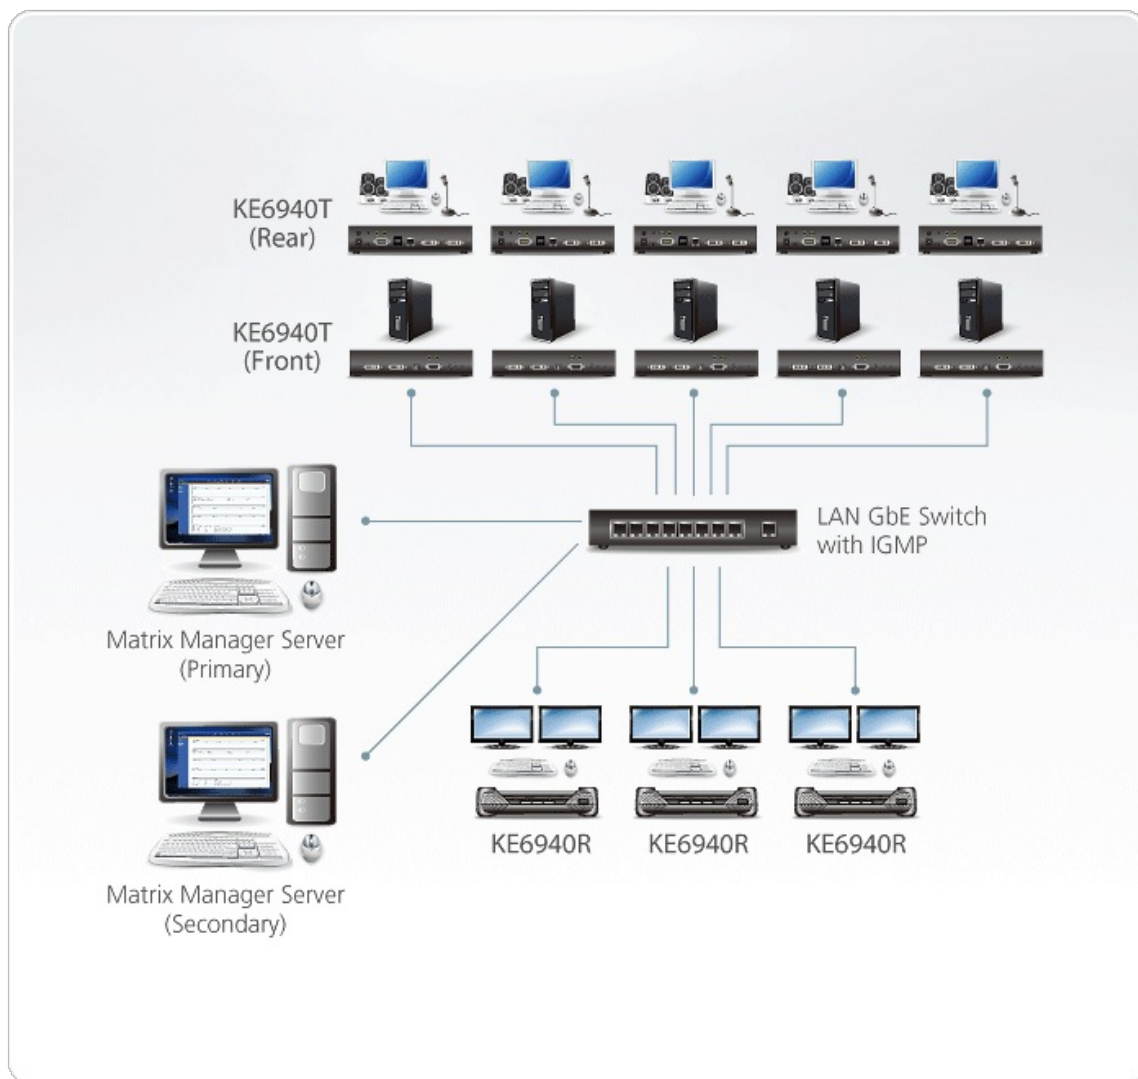 KE6940T
(Rear)
KE6940T
(Front)
LAN GbE Switch
with IGMP
Matrix Manager Server
(Primary)
Matrix Manager Server
(Secondary)
KE6940R
KE6940R
KE6940R